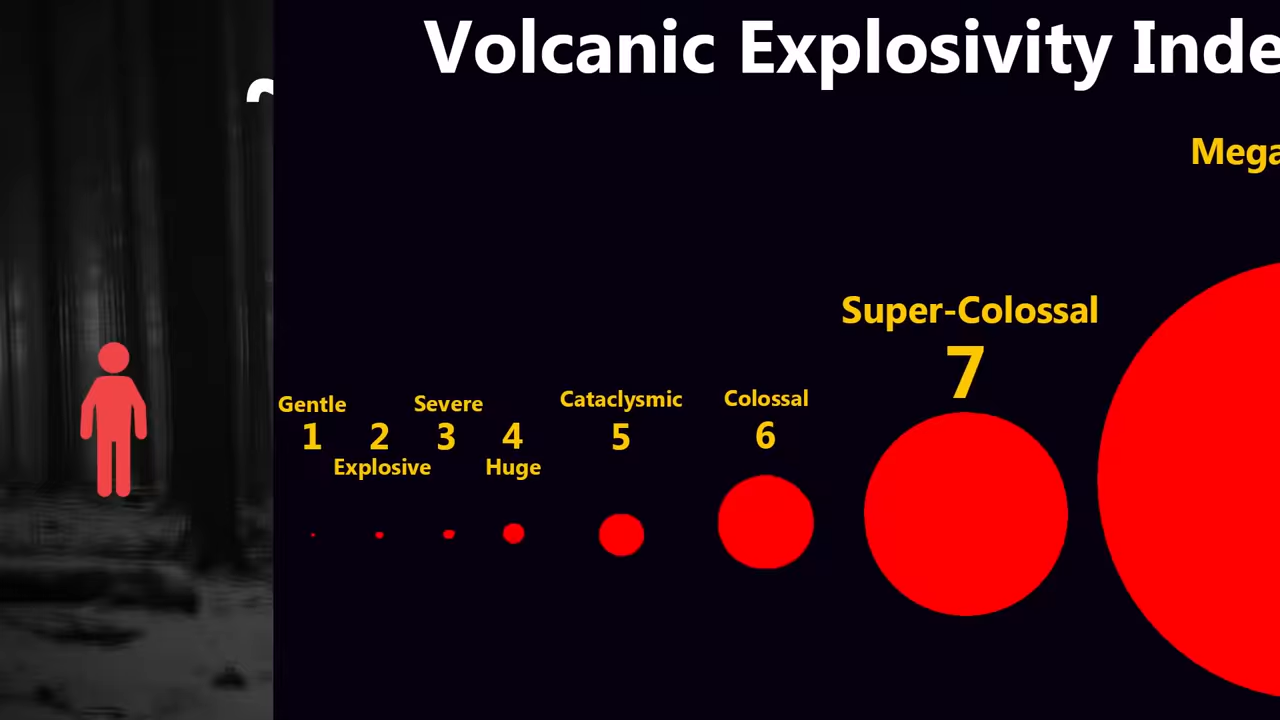 Volcanic Explosivity Inde
Mega
Super-Colossal
7
Gentle
Severe
Cataclysmic
Colossal
1
2
3
4
5
6
Explosive
Huge